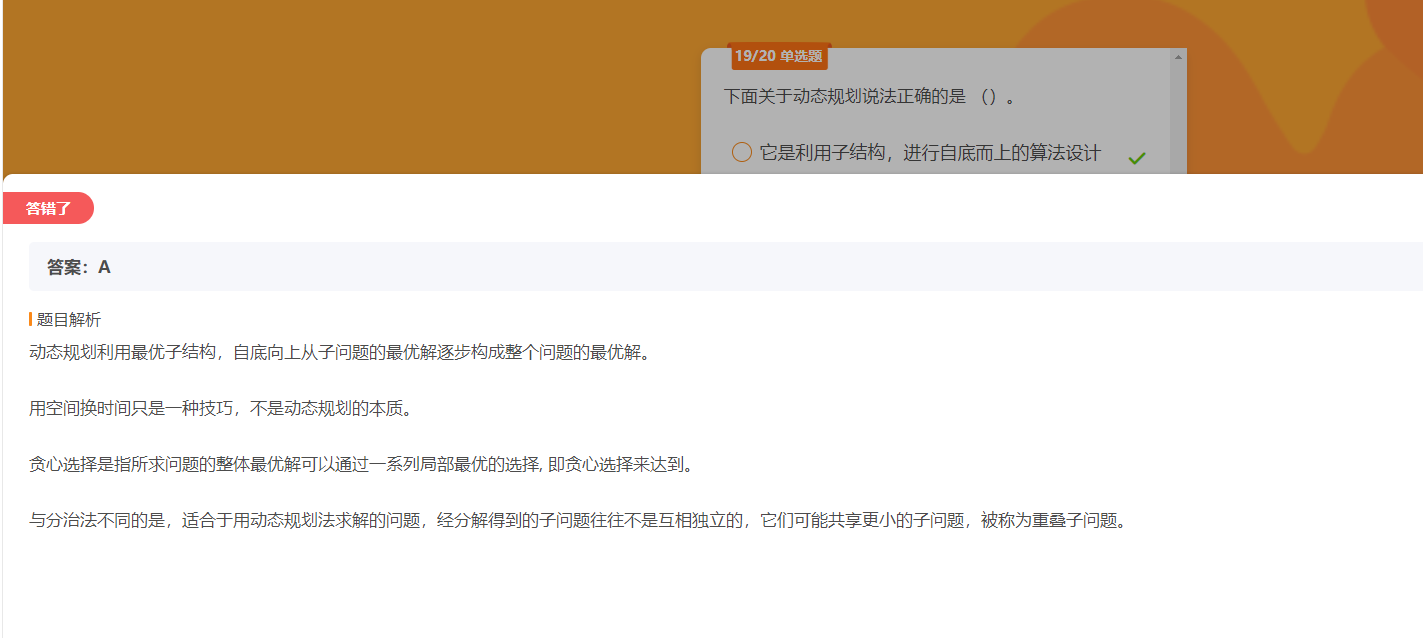 19/20 单选题
下面关于动态规划说法正确的是 （）。
它是利用子结构，进行自底而上的算法设计
答错了
答案：A
题目解析
动态规划利用最优子结构，自底向上从子问题的最优解逐步构成整个问题的最优解。
用空间换时间只是一种技巧，不是动态规划的本质。
贪心选择是指所求问题的整体最优解可以通过一系列局部最优的选择, 即贪心选择来达到。
与分治法不同的是，适合于用动态规划法求解的问题，经分解得到的子问题往往不是互相独立的，它们可能共享更小的子问题，被称为重叠子问题。